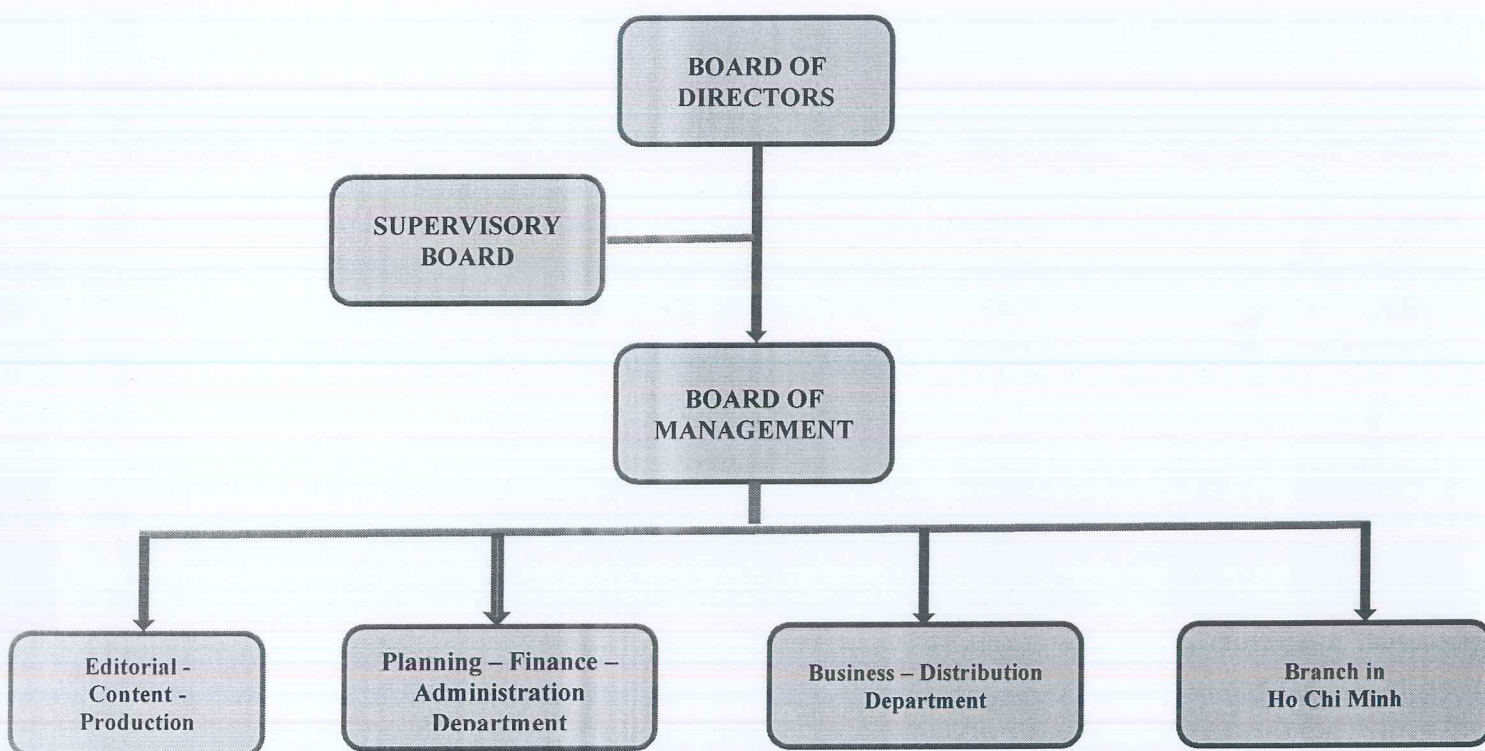 BOARD OF
DIRECTORS
SUPERVISORY
BOARD
BOARD OF
MANAGEMENT
Editorial -
Content -
Production
Planning – Finance –
Administration
Department
Business – Distribution
Department
Branch in
Ho Chi Minh